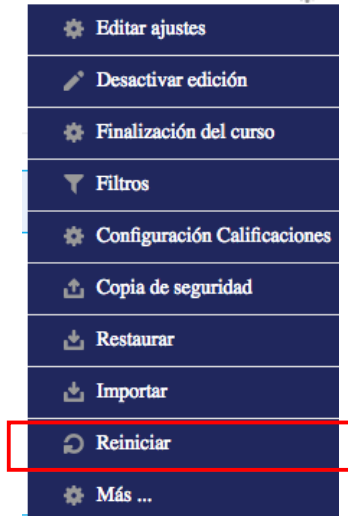 Editar ajustes
Desactivar edición
Finalización del curso
Filtros
Configuración Calificaciones
Copia de seguridad
Restaurar
Importar
Reiniciar
Más ...